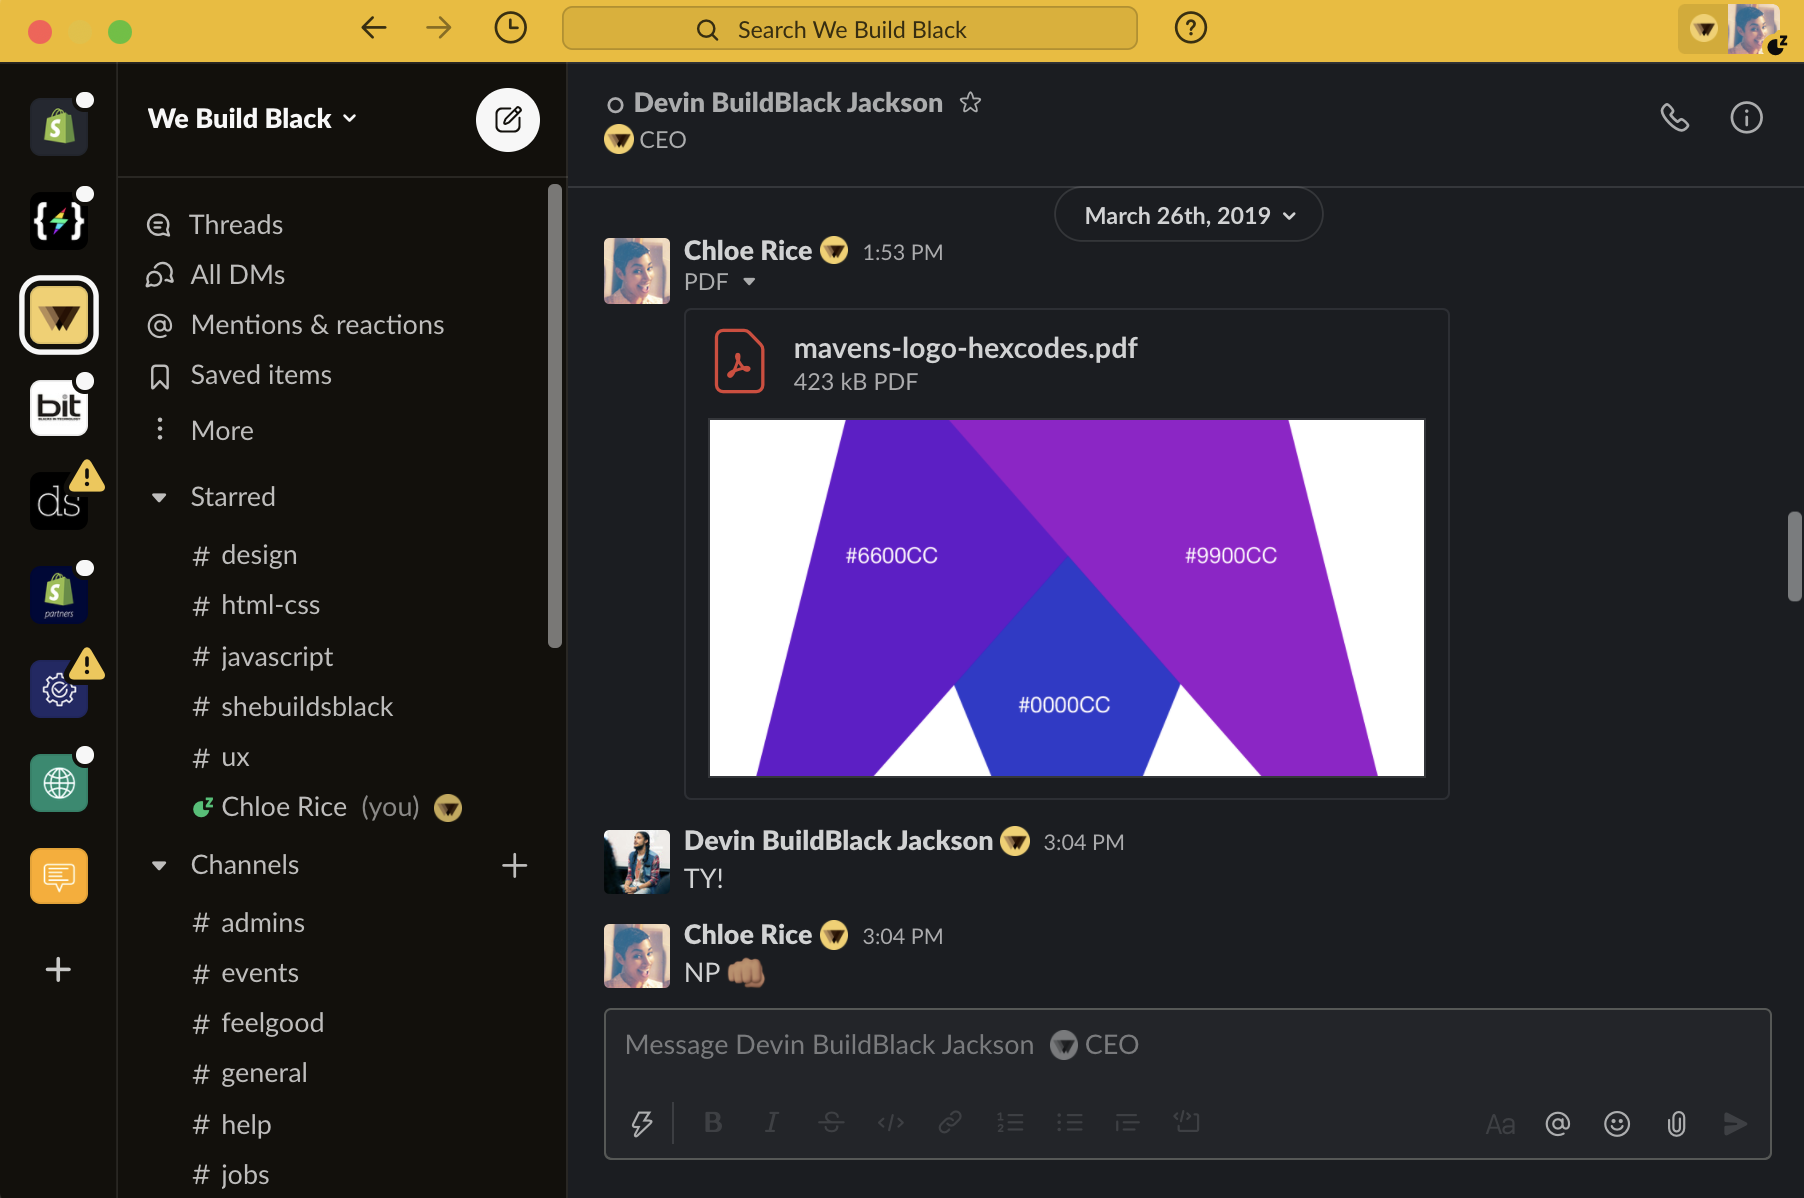 Search We Build Black
We Build Black
Threads
All DMs
@ Mentions & reactions
Saved items
More
Starred
# design
# html-css
# javascript
# shebuildsblack
# ux
Chloe Rice (you)
Channels
# admins
# events
# feelgood
# general
# help
# jobs
bit
ds
partners
Devin BuildBlack Jackson
CEO
March 26th, 2019
Chloe Rice 1:53 PM
PDF
mavens-logo-hexcodes.pdf
423 kB PDF
#6600CC
#9900CC
#0000CC
Devin BuildBlack Jackson 3:04 PM
TY!
Chloe Rice 3:04 PM
NP 👊🏽
Message Devin BuildBlack Jackson CEO
B I S </> Aa @